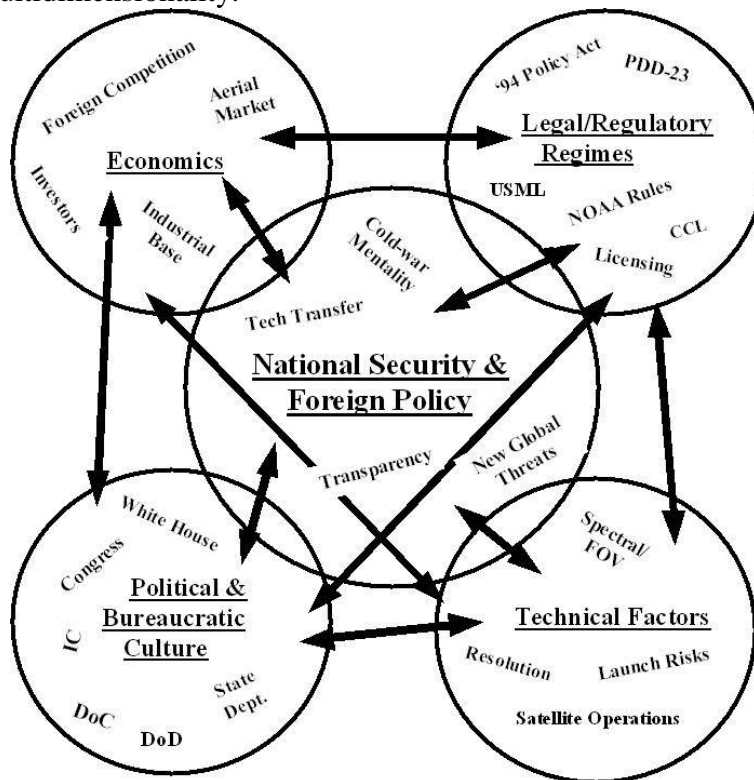 ultidimensionality.
Foreign Competition
Aerial
Market
Economics
Investors
Industrial
Base
'94 Policy Act
PDD-23
Legal/Regulatory
Regimes
USML
NOAA Rules
CCL
Licensing
Cold-war
Mentality
Tech Transfer
National Security &
Foreign Policy
Transparency
New Global
Threats
White House
Congress
Political &
Bureaucratic
Culture
IC
State
Dept.
DoC
DoD
Spectral/
FOV
Technical Factors
Resolution
Launch Risks
Satellite Operations